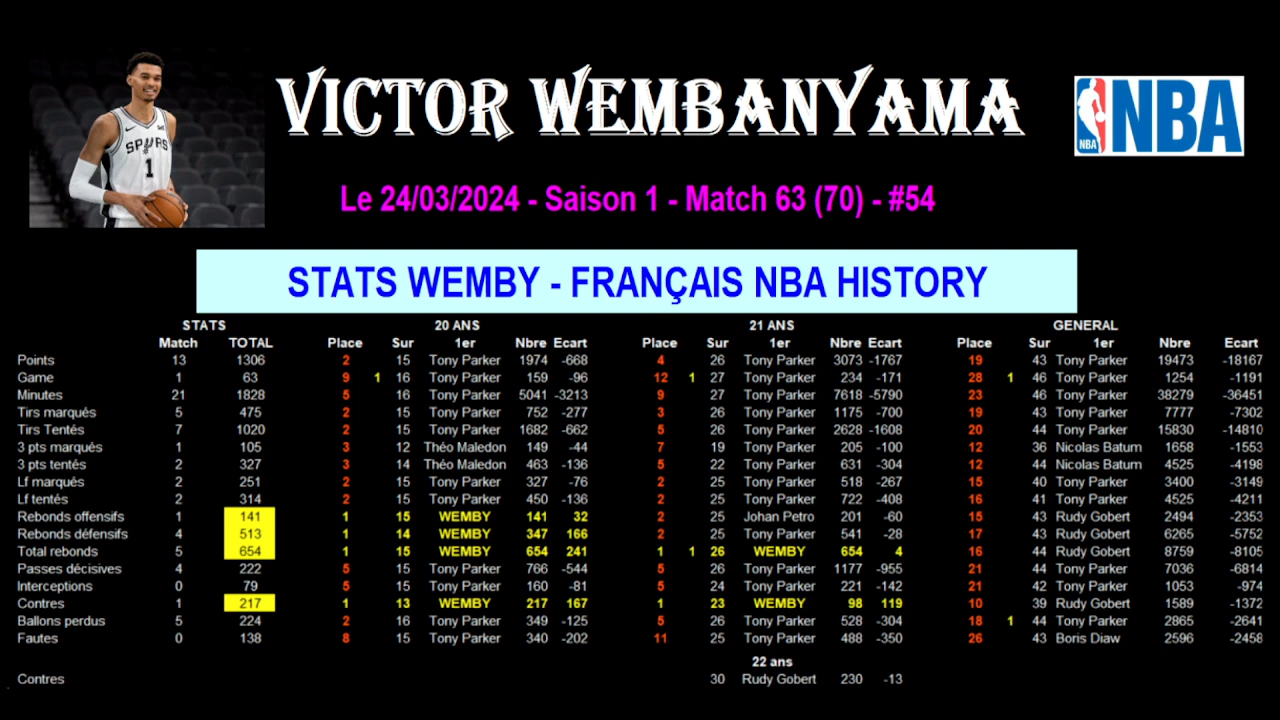 VICTOR WEMBANYAMA
SPURS
1
NBA
NBA
Le 24/03/2024 - Saison 1 - Match 63 (70) - #54
STATS WEMBY - FRANÇAIS NBA HISTORY
STATS 20 ANS 21 ANS GENERAL
Match TOTAL Place Sur 1er Nbre Ecart Place Sur 1er Nbre Ecart Place Sur 1er Nbre Ecart
Points 13 1306 2 15 Tony Parker 1974 -668 4 26 Tony Parker 3073 -1767 19 43 Tony Parker 19473 -18167
Game 1 63 9 1 16 Tony Parker 159 -96 12 1 27 Tony Parker 234 -171 28 1 46 Tony Parker 1254 -1191
Minutes 21 1828 5 16 Tony Parker 5041 -3213 9 27 Tony Parker 7618 -5790 23 46 Tony Parker 38279 -36451
Tirs marqués 5 475 2 15 Tony Parker 752 -277 3 26 Tony Parker 1175 -700 19 43 Tony Parker 7777 -7302
Tirs Tentés 7 1020 2 15 Tony Parker 1682 -662 5 26 Tony Parker 2628 -1608 20 44 Tony Parker 15830 -14810
3 pts marqués 1 105 3 12 Théo Maledon 149 -44 7 19 Tony Parker 205 -100 12 36 Nicolas Batum 1658 -1553
3 pts tentés 2 327 3 14 Théo Maledon 463 -136 5 22 Tony Parker 631 -304 12 44 Nicolas Batum 4525 -4198
Lf marqués 2 251 2 15 Tony Parker 327 -76 2 25 Tony Parker 518 -267 15 40 Tony Parker 3400 -3149
Lf tentés 2 314 2 15 Tony Parker 450 -136 2 25 Tony Parker 722 -408 16 41 Tony Parker 4525 -4211
Rebonds offensifs 1 141 1 15 WEMBY 141 32 2 25 Johan Petro 201 -60 15 43 Rudy Gobert 2494 -2353
Rebonds défensifs 4 513 1 14 WEMBY 347 166 2 25 Tony Parker 541 -28 17 43 Rudy Gobert 6265 -5752
Total rebonds 5 654 1 15 WEMBY 654 241 1 1 26 WEMBY 654 4 16 44 Rudy Gobert 8759 -8105
Passes décisives 4 222 5 15 Tony Parker 766 -544 5 26 Tony Parker 1177 -955 21 44 Tony Parker 7036 -6814
Interceptions 0 79 5 15 Tony Parker 160 -81 5 24 Tony Parker 221 -142 21 42 Tony Parker 1053 -974
Contres 1 217 1 13 WEMBY 217 167 1 23 WEMBY 98 119 10 39 Rudy Gobert 1589 -1372
Ballons perdus 5 224 2 16 Tony Parker 349 -125 5 26 Tony Parker 528 -304 18 1 44 Tony Parker 2865 -2641
Fautes 0 138 8 15 Tony Parker 340 -202 11 25 Tony Parker 488 -350 26 43 Boris Diaw 2596 -2458
22 ans
Contres 30 Rudy Gobert 230 -13